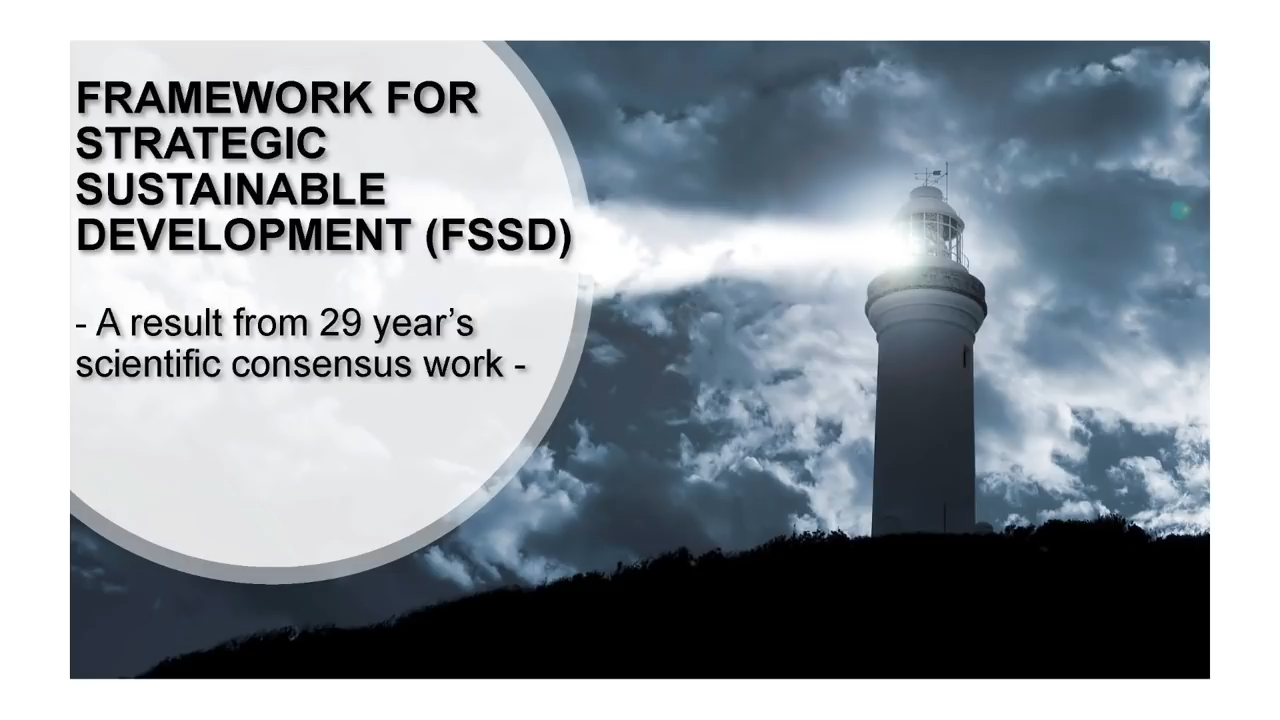 FRAMEWORK FOR
STRATEGIC
SUSTAINABLE
DEVELOPMENT (FSSD)
- A result from 29 year’s
scientific consensus work -